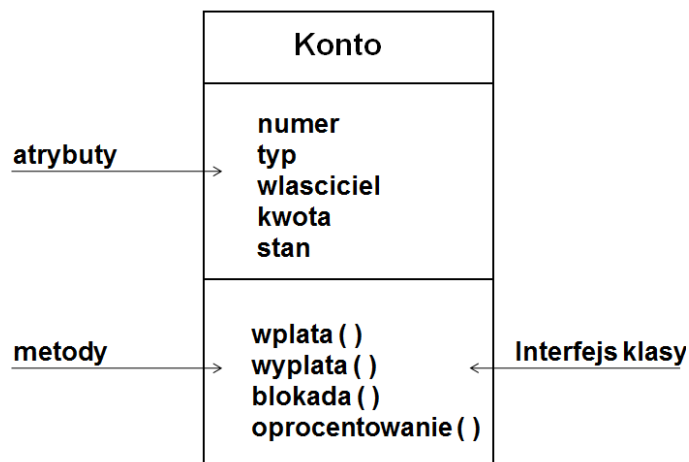 Konto
numer
typ
atrybuty
wlasciciel
kwota
stan
wplata ( )
metody
wyplata ( )
Interfejs klasy
blokada ( )
oprocentowanie ( )